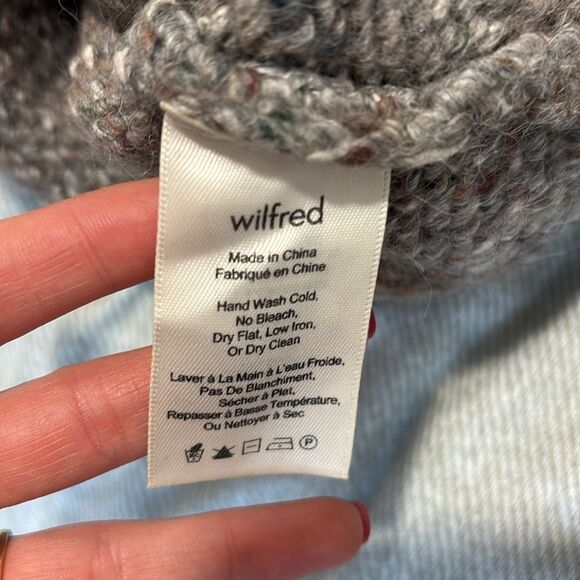 wilfred
Made in China
Fabriqué en Chine
Hand Wash Cold,
No Bleach,
Dry Flat, Low Iron,
Or Dry Clean
Laver à La Main à L'eau Froide,
Pas De Blanchiment,
Sécher à Plat,
Repasser à Basse Température,
Ou Nettoyer à Sec
P